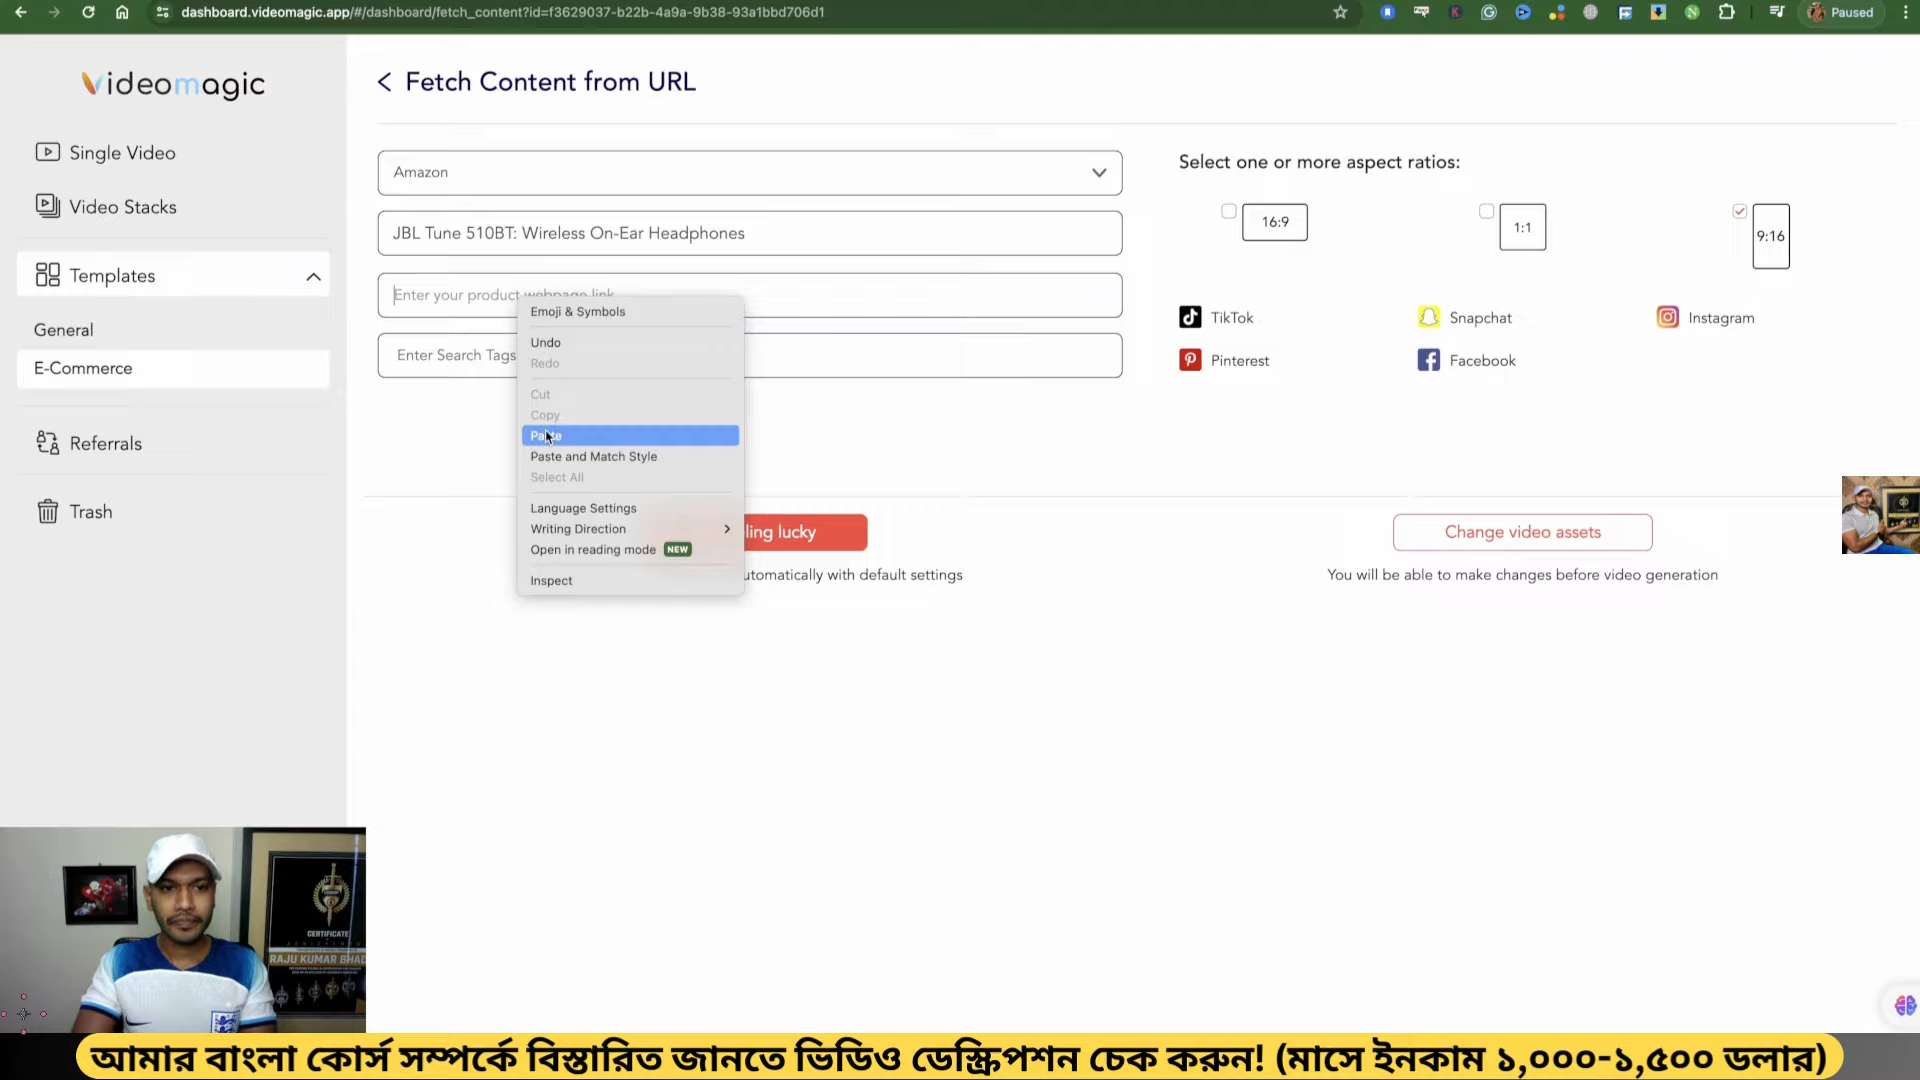 dashboard.videomagic.app/#/dashboard/fetch_content?id=f3629037-b22b-4a9a-9b38-93a1bbd706d1
Paused
videomagic
Single Video
Video Stacks
Templates
General
E-Commerce
Referrals
Trash
Fetch Content from URL
Amazon
JBL Tune 510BT: Wireless On-Ear Headphones
Enter your product webpage link
Enter Search Tags
Emoji & Symbols
Undo
Redo
Cut
Copy
Paste
Paste and Match Style
Select All
Language Settings
Writing Direction
Open in reading mode NEW
Inspect
ling lucky
utomatically with default settings
Select one or more aspect ratios:
16:9
1:1
9:16
TikTok
Snapchat
Instagram
Pinterest
Facebook
Change video assets
You will be able to make changes before video generation
CERTIFICATE
RAJU KUMAR BHAD
আমার বাংলা কোর্স সম্পর্কে বিস্তারিত জানতে ভিডিও ডেস্ক্রিপশন চেক করুন! (মাসে ইনকাম ১,০০০-১,৫০০ ডলার)